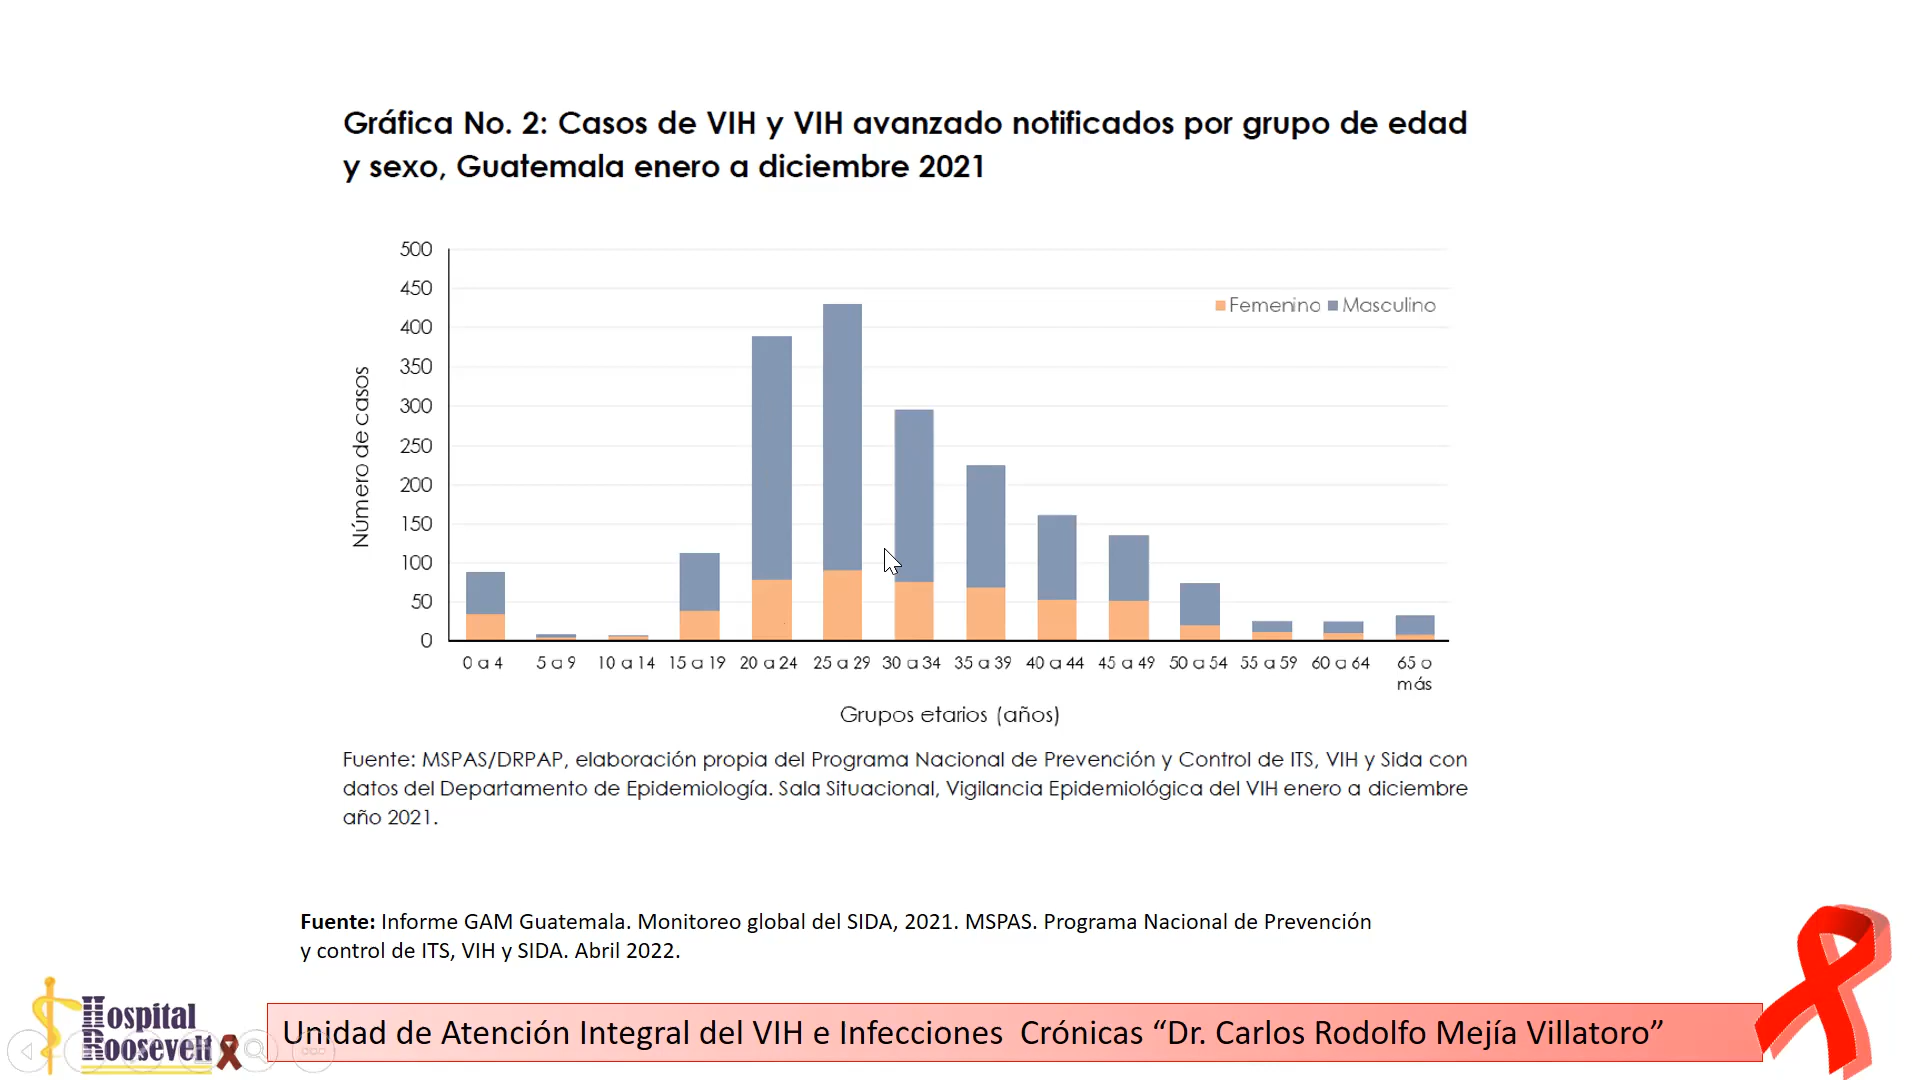 Gráfica No. 2: Casos de VIH y VIH avanzado notificados por grupo de edad
y sexo, Guatemala enero a diciembre 2021
500
450
Femenino Masculino
400
350
300
250
200
150
100
50
0
Número de casos
0 a 4 5 a 9 10 a 14 15 a 19 20 a 24 25 a 29 30 a 34 35 a 39 40 a 44 45 a 49 50 a 54 55 a 59 60 a 64 65 o
más
Grupos etarios (años)
Fuente: MSPAS/DRPAP, elaboración propia del Programa Nacional de Prevención y Control de ITS, VIH y Sida con
datos del Departamento de Epidemiología. Sala Situacional, Vigilancia Epidemiológica del VIH enero a diciembre
año 2021.
Fuente: Informe GAM Guatemala. Monitoreo global del SIDA, 2021. MSPAS. Programa Nacional de Prevención
y control de ITS, VIH y SIDA. Abril 2022.
Hospital
Roosevelt
Unidad de Atención Integral del VIH e Infecciones Crónicas “Dr. Carlos Rodolfo Mejía Villatoro”